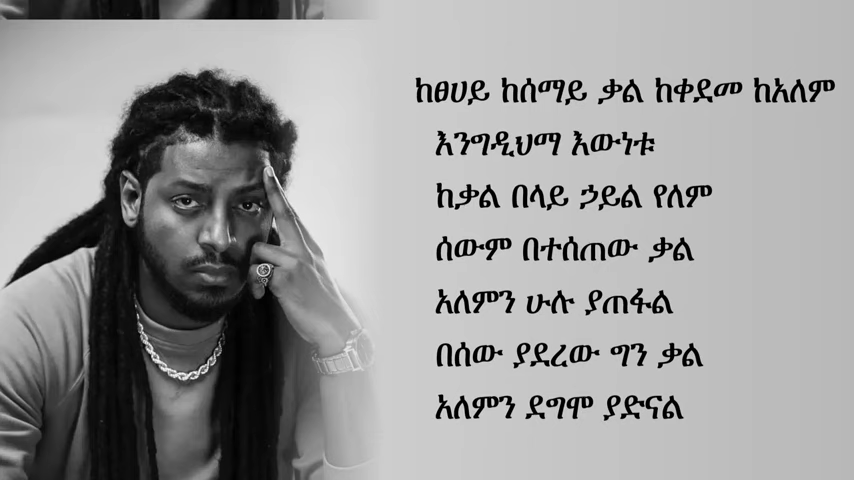 ከፀሀይ ከሰማይ ቃል ከቀደመ ከአለም
እንግዲህማ እውነቱ
ከቃል በላይ ኃይል የለም
ሰውም በተሰጠው ቃል
አለምን ሁሉ ያጠፋል
በሰው ያደረው ግን ቃል
አለምን ደግሞ ያድናል